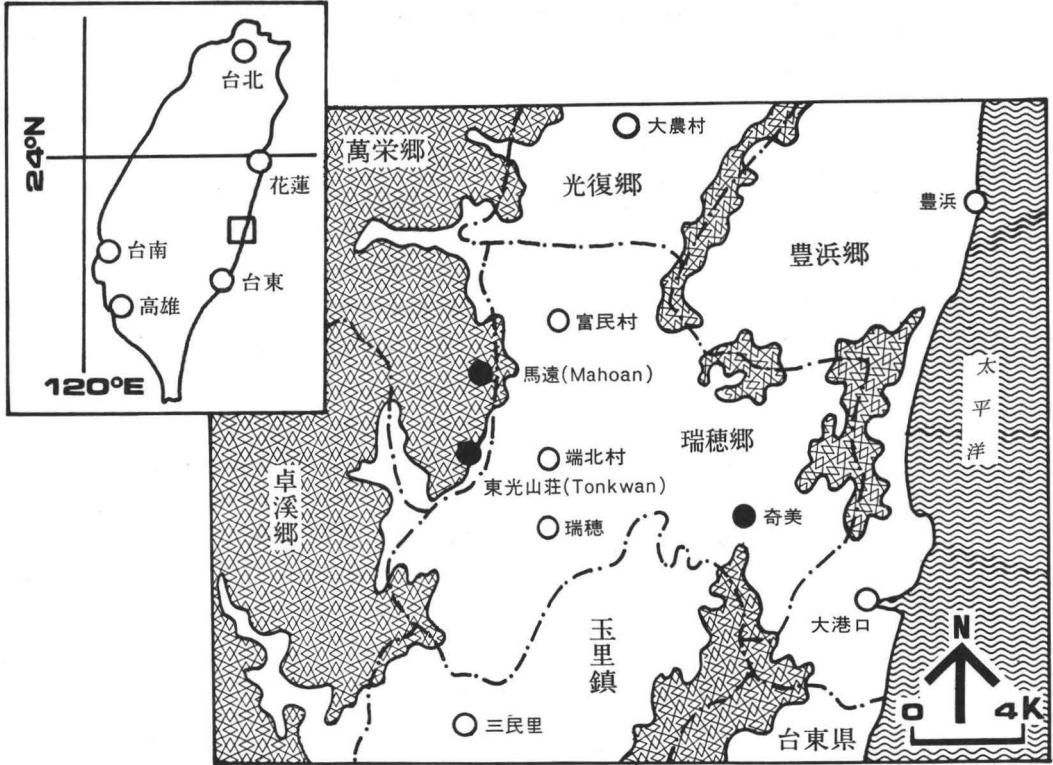 台北
24°N
花蓮
台南
台東
高雄
120°E
萬栄郷
大農村
光復郷
豊浜
豊浜郷
富民村
馬遠(Mahoan)
太平洋
瑞穂郷
端北村
東光山荘(Tonkwan)
卓溪郷
瑞穂
奇美
大港口
玉里鎮
N
0 4K
三民里
台東県